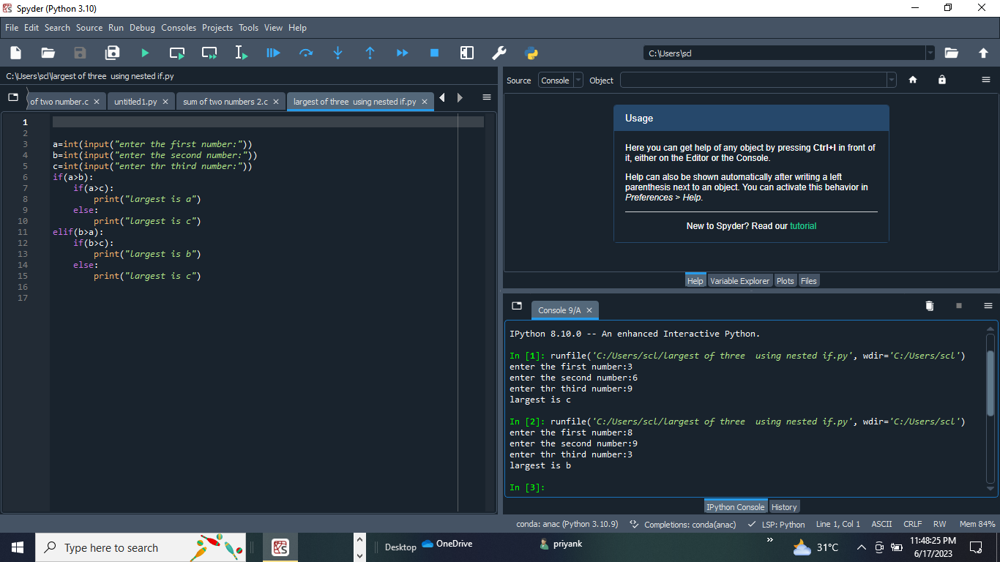 Spyder (Python 3.10)
File Edit Search Source Run Debug Consoles Projects Tools View Help
C:\Users\scl
C:\Users\scl\largest of three  using nested if.py
of two number.c
untitled1.py
sum of two numbers 2.c
largest of three  using nested if.py
1
2
3 a=int(input("enter the first number:"))
4 b=int(input("enter the second number:"))
5 c=int(input("enter thr third number:"))
6 if(a>b):
7     if(a>c):
8         print("largest is a")
9     else:
10         print("largest is c")
11 elif(b>a):
12     if(b>c):
13         print("largest is b")
14     else:
15         print("largest is c")
16
17
Source Console Object
Usage
Here you can get help of any object by pressing Ctrl+I in front of
it, either on the Editor or the Console.
Help can also be shown automatically after writing a left
parenthesis next to an object. You can activate this behavior in
Preferences > Help.
New to Spyder? Read our tutorial
Help Variable Explorer Plots Files
Console 9/A
IPython 8.10.0 -- An enhanced Interactive Python.
In [1]: runfile('C:/Users/scl/largest of three  using nested if.py', wdir='C:/Users/scl')
enter the first number:3
enter the second number:6
enter thr third number:9
largest is c
In [2]: runfile('C:/Users/scl/largest of three  using nested if.py', wdir='C:/Users/scl')
enter the first number:8
enter the second number:9
enter thr third number:3
largest is b
In [3]:
IPython Console History
conda: anac (Python 3.10.9) Completions: conda(anac) LSP: Python Line 1, Col 1 ASCII CRLF RW Mem 84%
Type here to search
Desktop
OneDrive
priyank
31°C
11:48:25 PM
6/17/2023